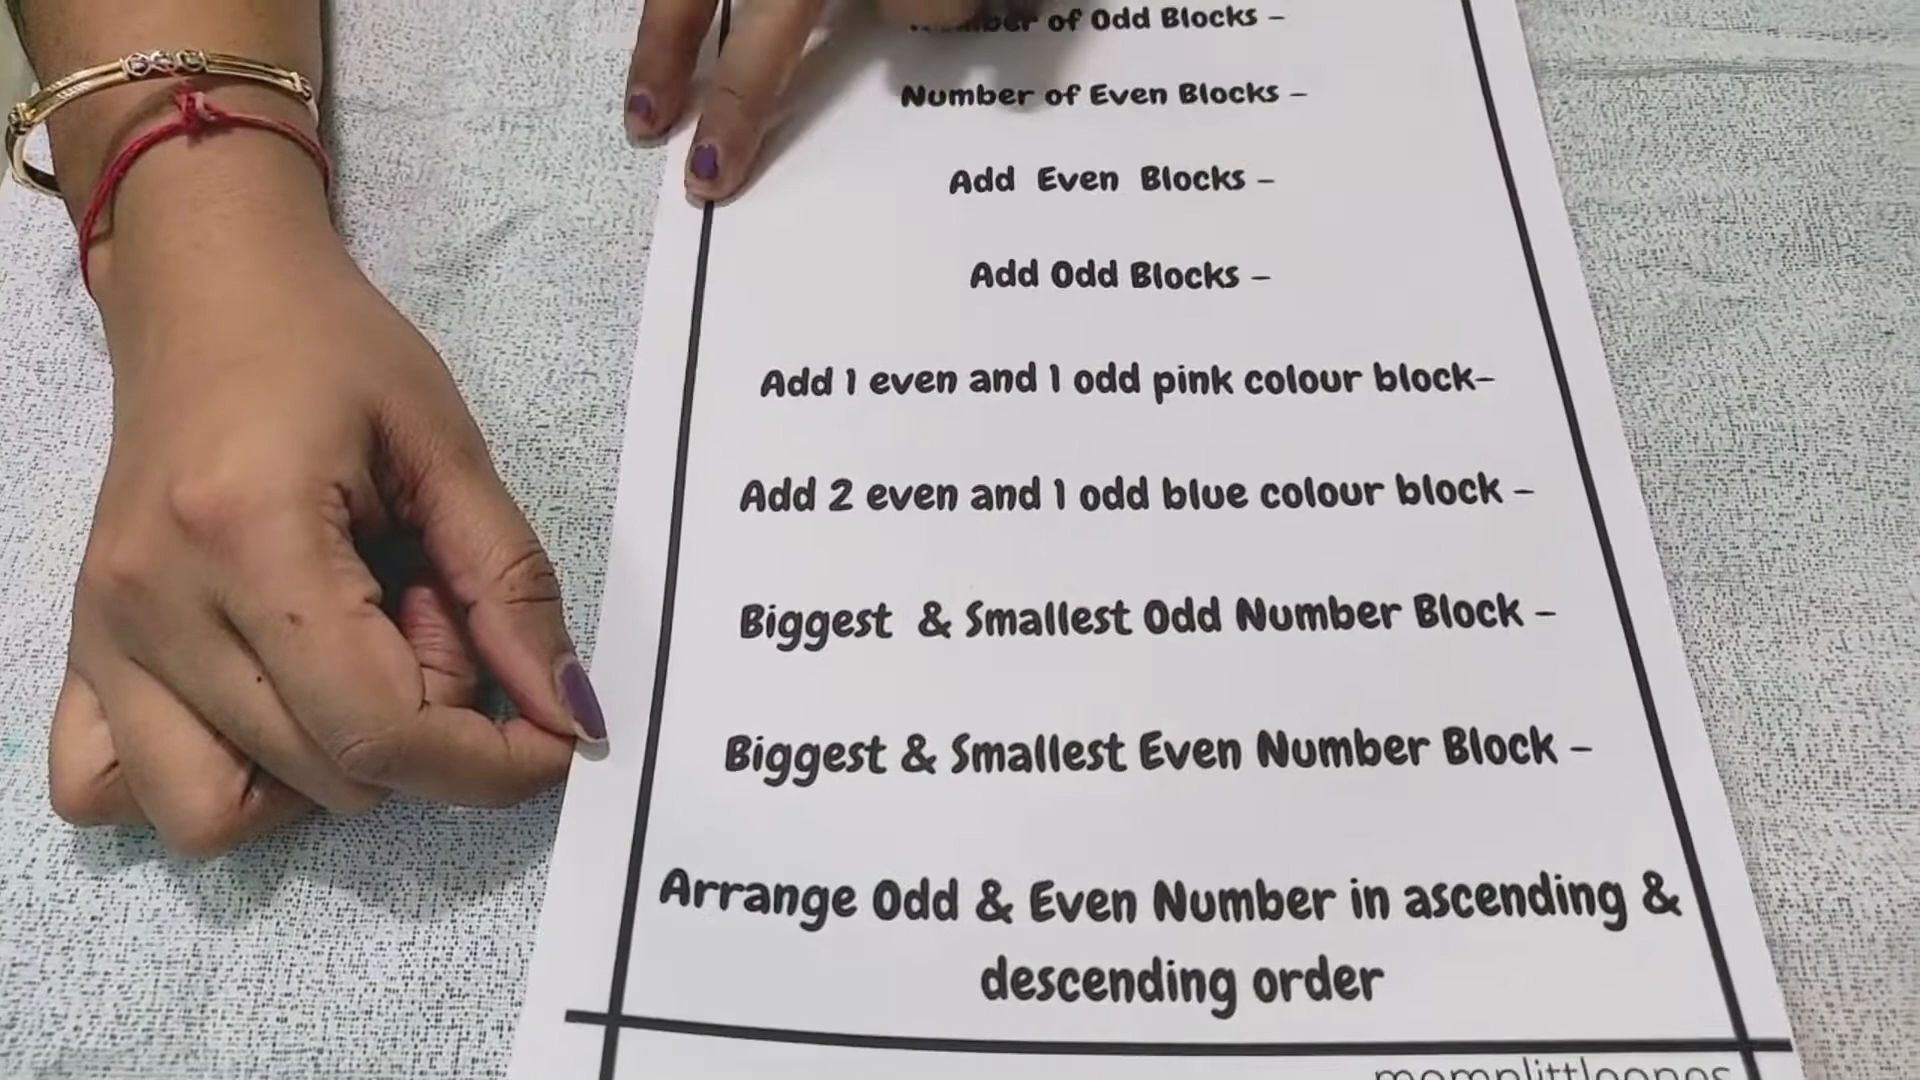 Number of Odd Blocks –
Number of Even Blocks –
Add Even Blocks –
Add Odd Blocks –
Add 1 even and 1 odd pink colour block–
Add 2 even and 1 odd blue colour block –
Biggest & Smallest Odd Number Block –
Biggest & Smallest Even Number Block –
Arrange Odd & Even Number in ascending &
descending order